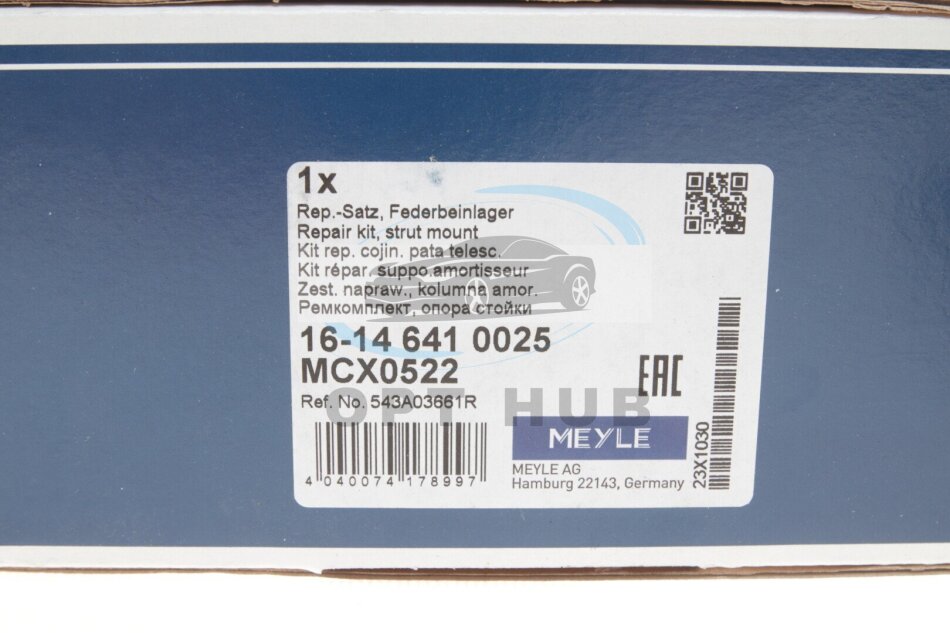 1x
Rep.-Satz, Federbeinlager
Repair kit, strut mount
Kit rep. cojin. pata telesc.
Kit répar. suppo.amortisseur
Zest. napraw., kolumna amor.
Ремкомплект, опора стойки
16-14 641 0025
MCX0522
Ref. No. 543A03661R
EAC
OPT HUB
MEYLE
MEYLE AG
Hamburg 22143, Germany
4 040074 178997
23X1030